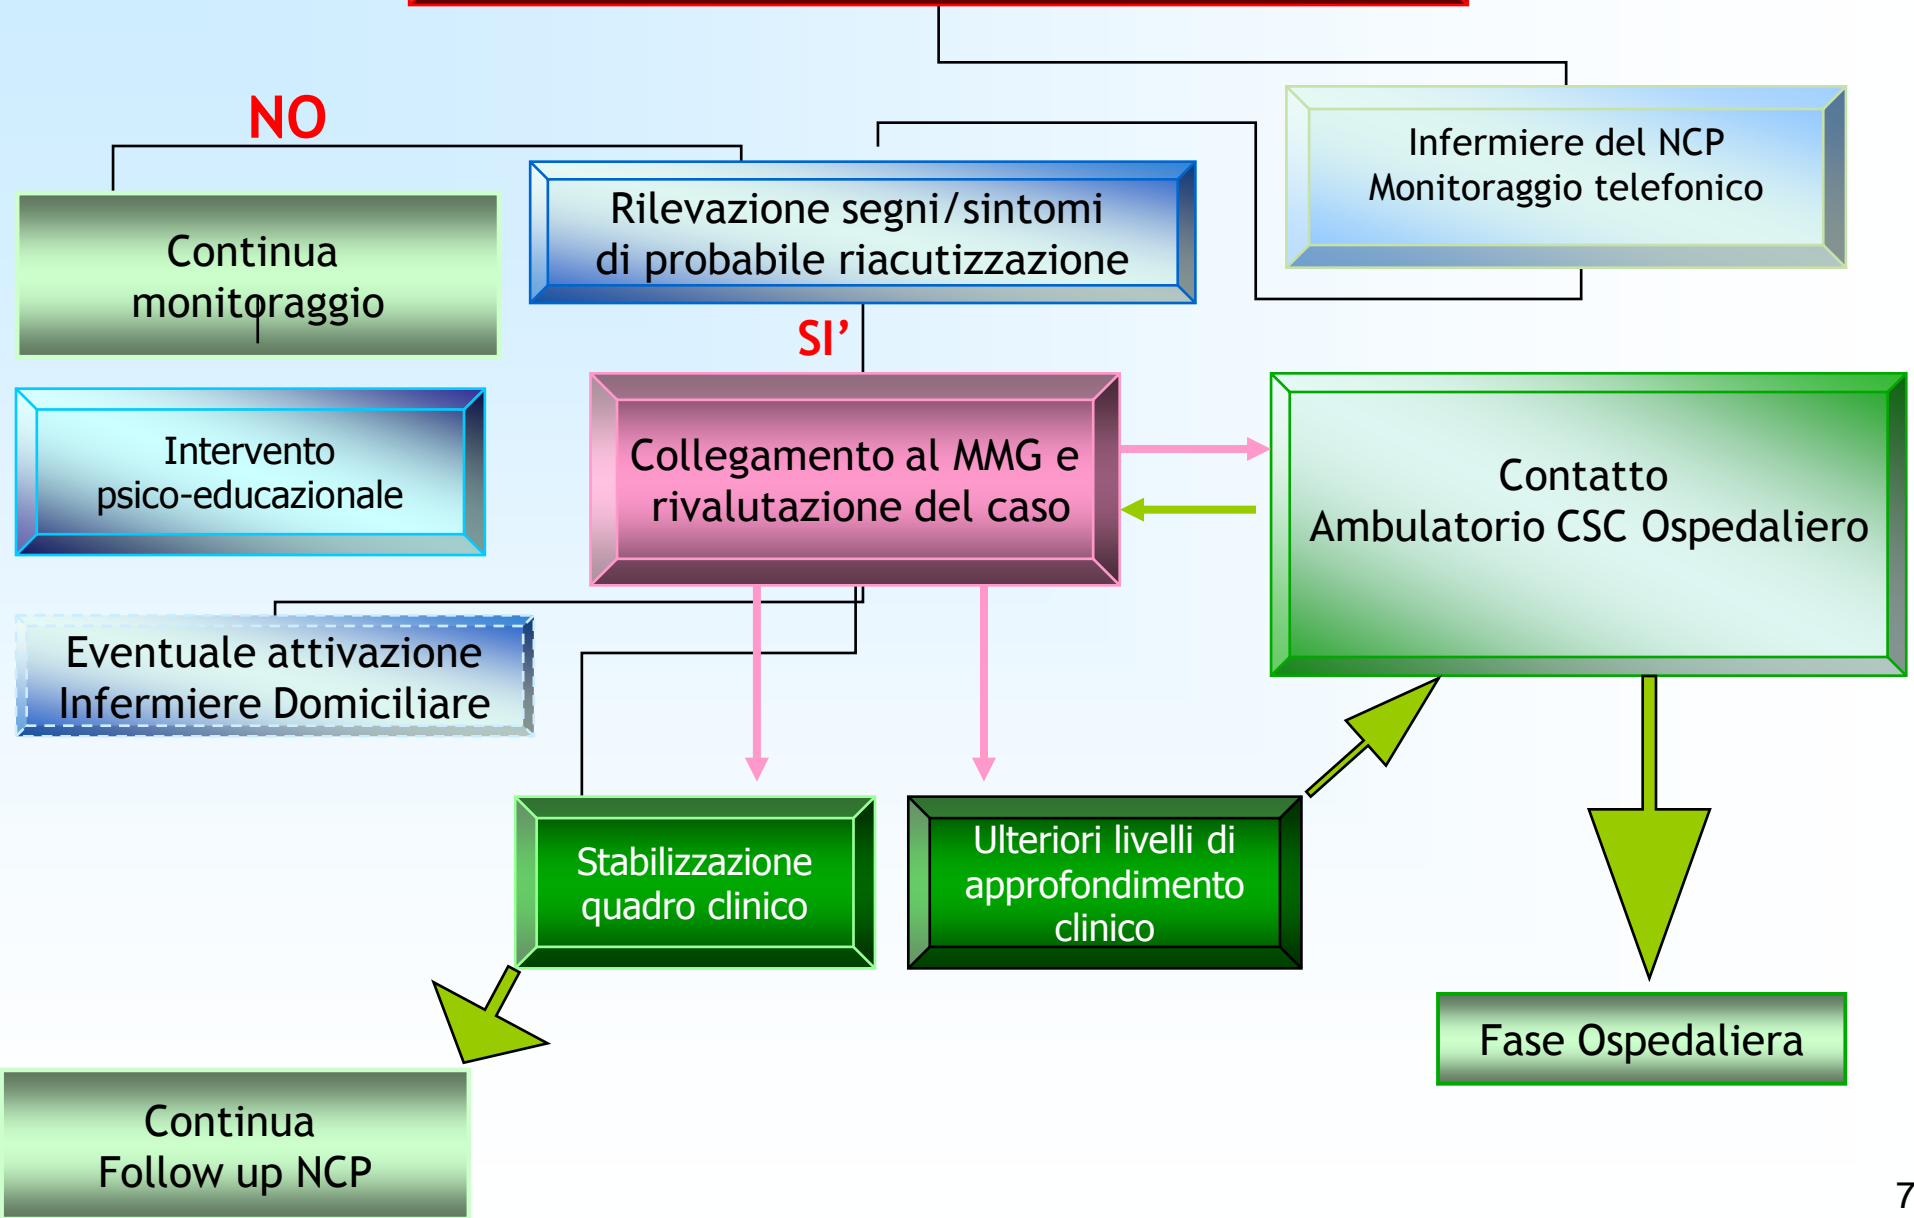 NO
Infermiere del NCP
Monitoraggio telefonico
Rilevazione segni/sintomi
di probabile riacutizzazione
Continua
monitoraggio
SI’
Intervento
psico-educazionale
Collegamento al MMG e
rivalutazione del caso
Contatto
Ambulatorio CSC Ospedaliero
Eventuale attivazione
Infermiere Domiciliare
Stabilizzazione
quadro clinico
Ulteriori livelli di
approfondimento
clinico
Fase Ospedaliera
Continua
Follow up NCP
7